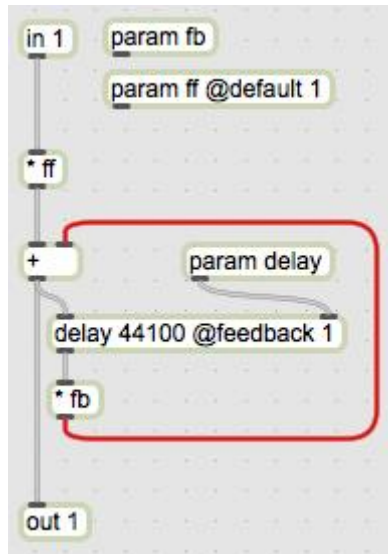 in 1
param fb
param ff @default 1
* ff
+
param delay
delay 44100 @feedback 1
* fb
out 1